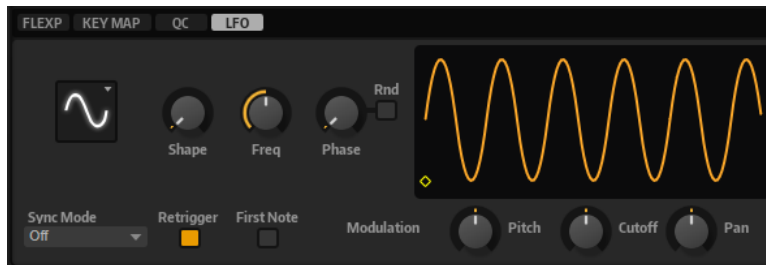 FLEXP KEY MAP QC LFO
Rnd
Shape Freq Phase
Sync Mode Retrigger First Note
Off
Modulation Pitch Cutoff Pan